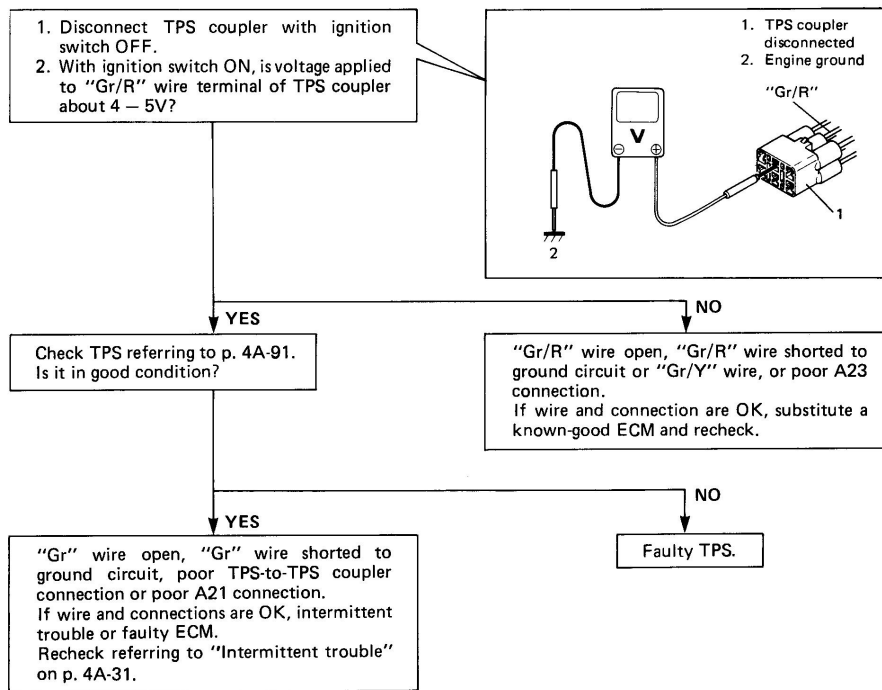 1. Disconnect TPS coupler with ignition
switch OFF.
2. With ignition switch ON, is voltage applied
to "Gr/R" wire terminal of TPS coupler
about 4 – 5V?
1. TPS coupler
disconnected
2. Engine ground
"Gr/R"
V
⊖ ⊕
1
2
YES
NO
Check TPS referring to p. 4A-91.
Is it in good condition?
"Gr/R" wire open, "Gr/R" wire shorted to
ground circuit or "Gr/Y" wire, or poor A23
connection.
If wire and connection are OK, substitute a
known-good ECM and recheck.
YES
NO
"Gr" wire open, "Gr" wire shorted to
ground circuit, poor TPS-to-TPS coupler
connection or poor A21 connection.
If wire and connections are OK, intermittent
trouble or faulty ECM.
Recheck referring to "Intermittent trouble"
on p. 4A-31.
Faulty TPS.